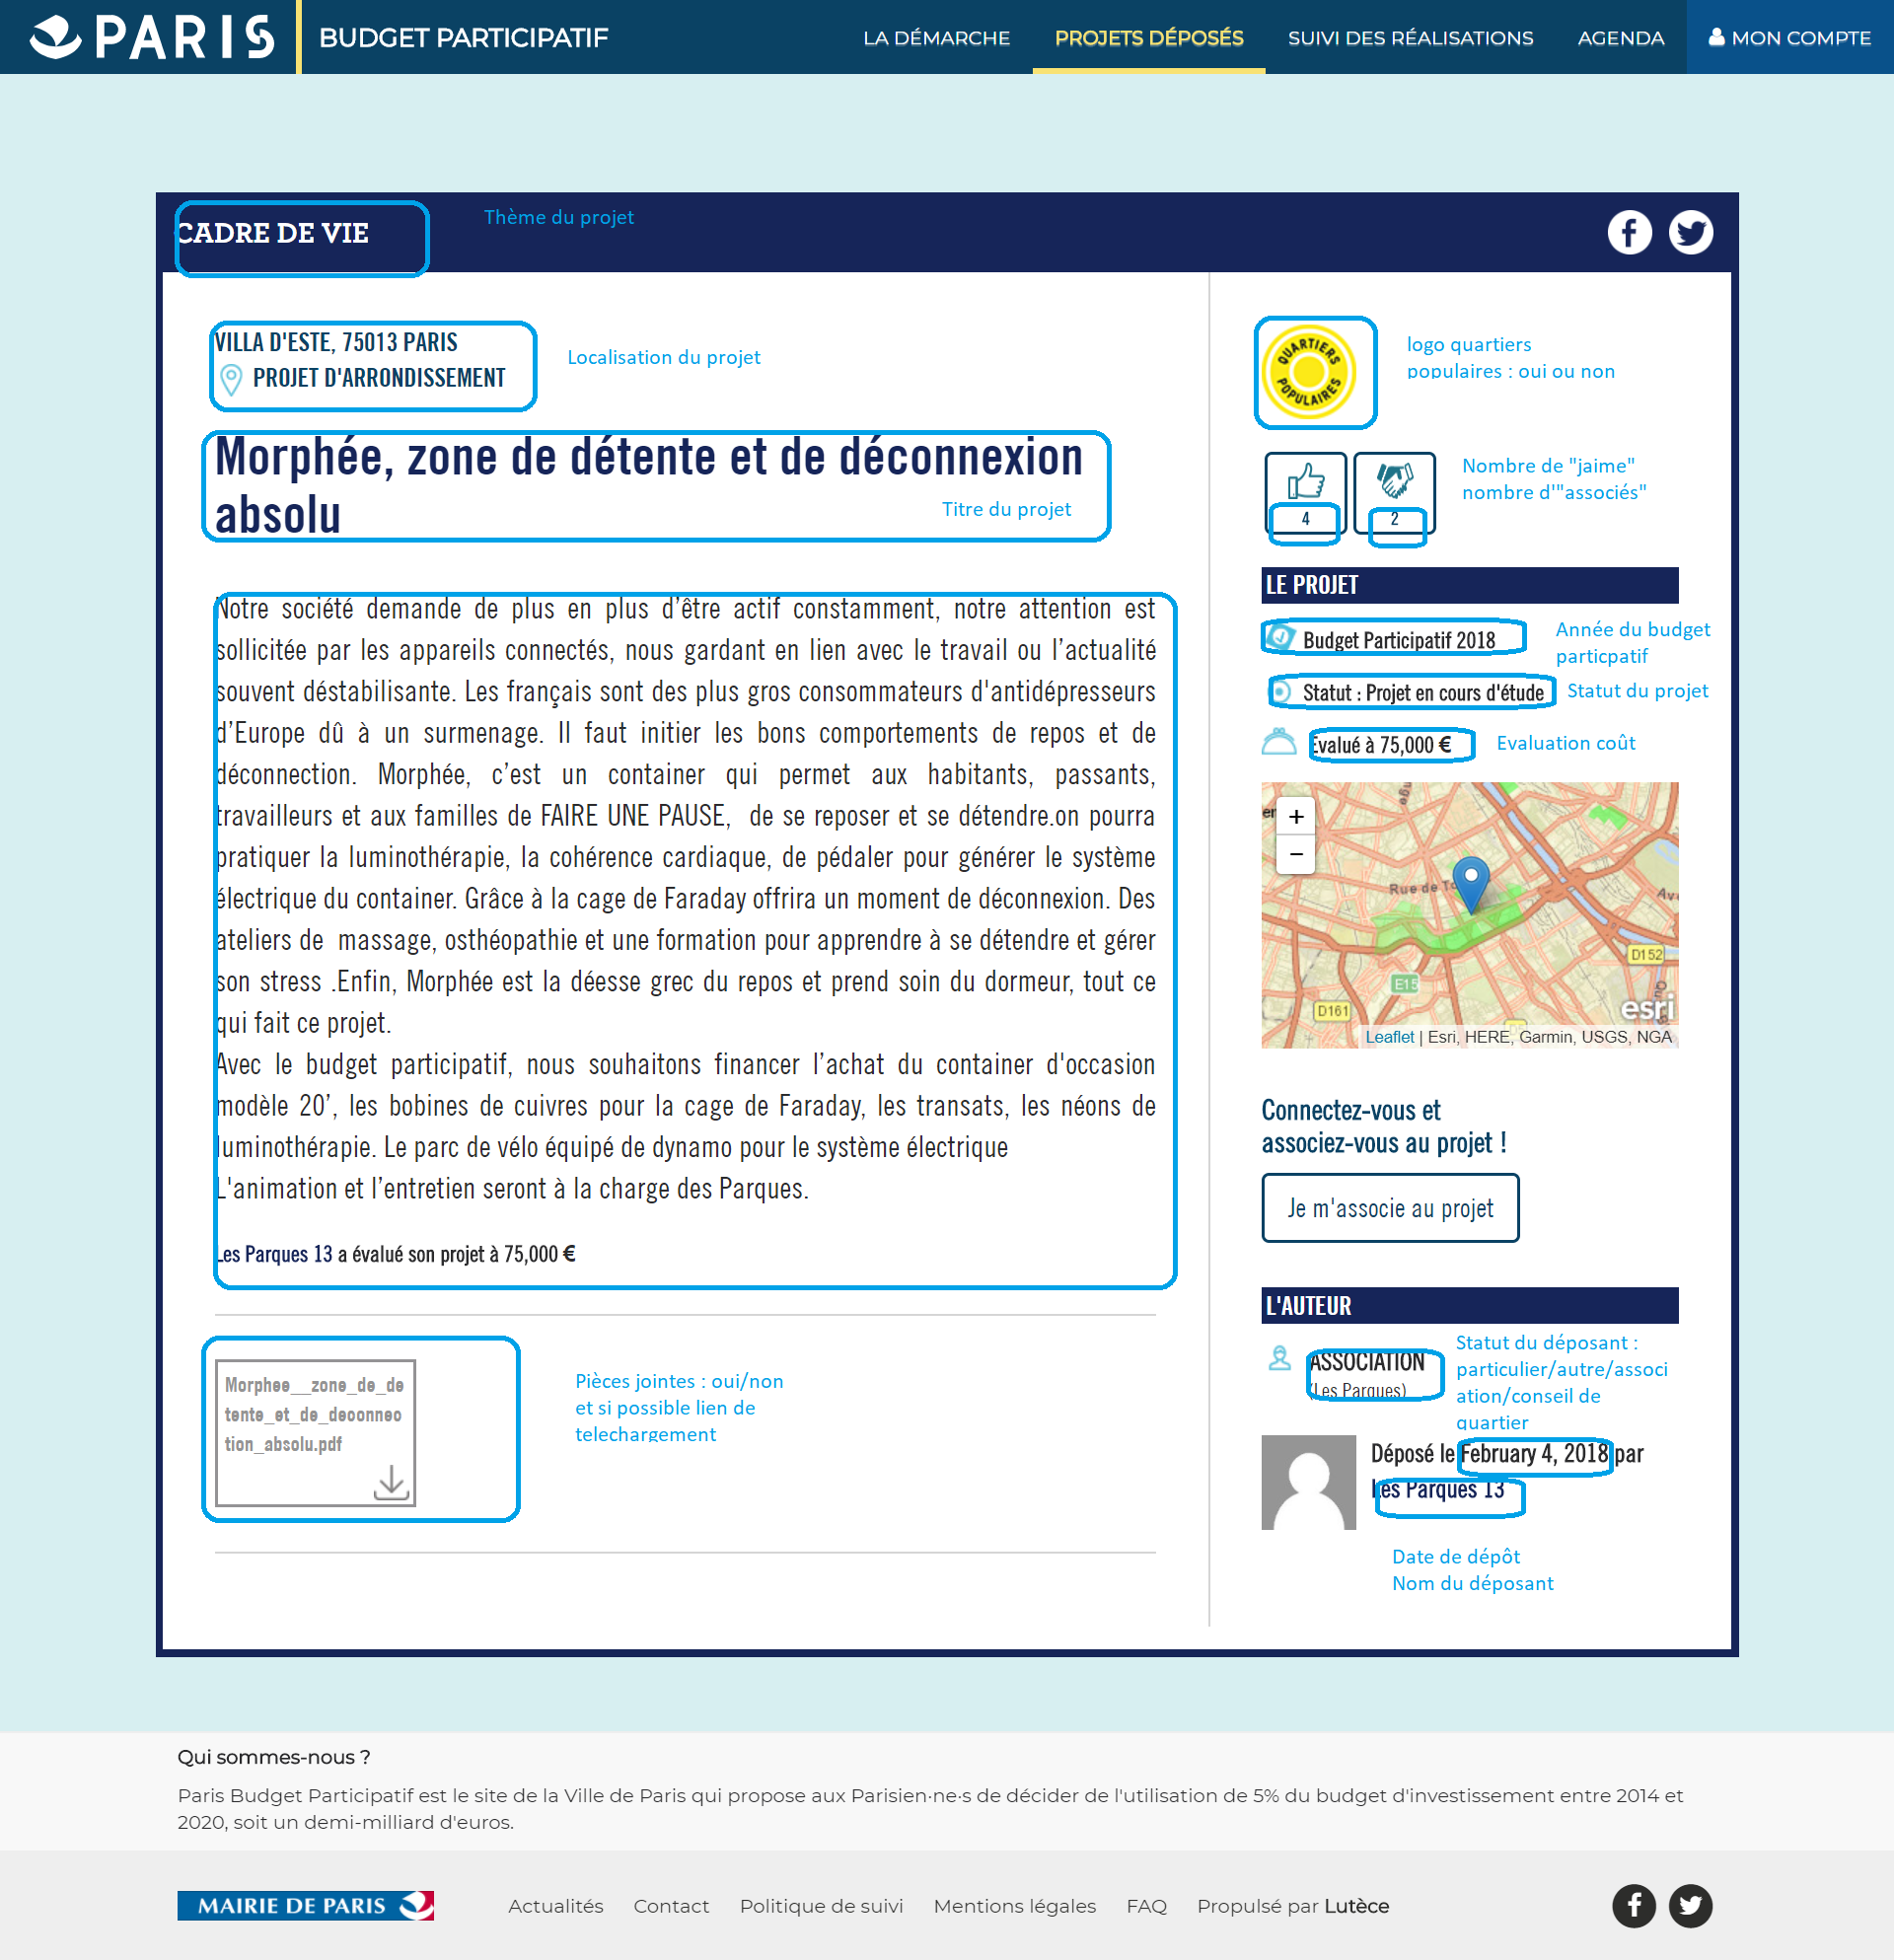 PARIS
BUDGET PARTICIPATIF
LA DÉMARCHE
PROJETS DÉPOSÉS
SUIVI DES RÉALISATIONS
AGENDA
MON COMPTE
CADRE DE VIE
Thème du projet
VILLA D'ESTE, 75013 PARIS
PROJET D'ARRONDISSEMENT
Localisation du projet
Morphée, zone de détente et de déconnexion
absolu
Titre du projet
Notre société demande de plus en plus d’être actif constamment, notre attention est
sollicitée par les appareils connectés, nous gardant en lien avec le travail ou l’actualité
souvent déstabilisante. Les français sont des plus gros consommateurs d'antidépresseurs
d’Europe dû à un surmenage. Il faut initier les bons comportements de repos et de
déconnection. Morphée, c’est un container qui permet aux habitants, passants,
travailleurs et aux familles de FAIRE UNE PAUSE,  de se reposer et se détendre.on pourra
pratiquer la luminothérapie, la cohérence cardiaque, de pédaler pour générer le système
électrique du container. Grâce à la cage de Faraday offrira un moment de déconnexion. Des
ateliers de  massage, osthéopathie et une formation pour apprendre à se détendre et gérer
son stress .Enfin, Morphée est la déesse grec du repos et prend soin du dormeur, tout ce
qui fait ce projet.
Avec le budget participatif, nous souhaitons financer l’achat du container d'occasion
modèle 20’, les bobines de cuivres pour la cage de Faraday, les transats, les néons de
luminothérapie. Le parc de vélo équipé de dynamo pour le système électrique
L'animation et l’entretien seront à la charge des Parques.
Les Parques 13 a évalué son projet à 75,000 €
Morphee__zone_de_de
tente_et_de_deconnec
tion_absolu.pdf
Pièces jointes : oui/non
et si possible lien de
telechargement
QUARTIERS
POPULAIRES
logo quartiers
populaires : oui ou non
4
2
Nombre de "jaime"
nombre d'"associés"
LE PROJET
Budget Participatif 2018
Année du budget
particpatif
Statut : Projet en cours d'étude
Statut du projet
Evalué à 75,000 €
Evaluation coût
+
−
Rue de To
Av
D152
E15
D161
esri
Leaflet | Esri, HERE, Garmin, USGS, NGA
Connectez-vous et
associez-vous au projet !
Je m'associe au projet
L'AUTEUR
ASSOCIATION
(Les Parques)
Statut du déposant :
particulier/autre/associ
ation/conseil de
quartier
Déposé le February 4, 2018 par
Les Parques 13
Date de dépôt
Nom du déposant
Qui sommes-nous ?
Paris Budget Participatif est le site de la Ville de Paris qui propose aux Parisien·ne·s de décider de l'utilisation de 5% du budget d'investissement entre 2014 et
2020, soit un demi-milliard d'euros.
MAIRIE DE PARIS
Actualités
Contact
Politique de suivi
Mentions légales
FAQ
Propulsé par Lutèce